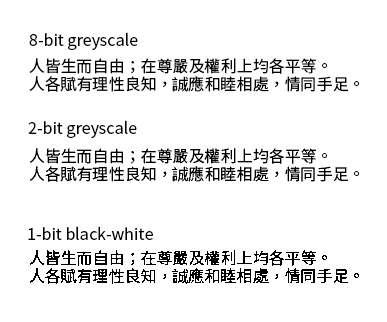 8-bit greyscale
人皆生而自由；在尊嚴及權利上均各平等。
人各賦有理性良知，誠應和睦相處，情同手足。
2-bit greyscale
人皆生而自由；在尊嚴及權利上均各平等。
人各賦有理性良知，誠應和睦相處，情同手足。
1-bit black-white
人皆生而自由；在尊嚴及權利上均各平等。
人各賦有理性良知，誠應和睦相處，情同手足。